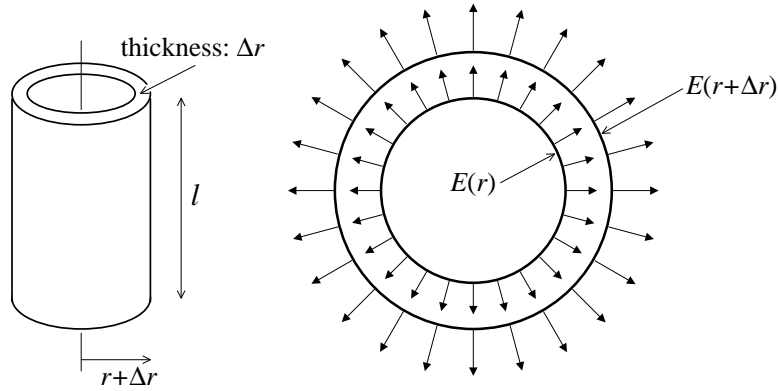 thickness: Δr
E(r+Δr)
l
E(r)
r+Δr